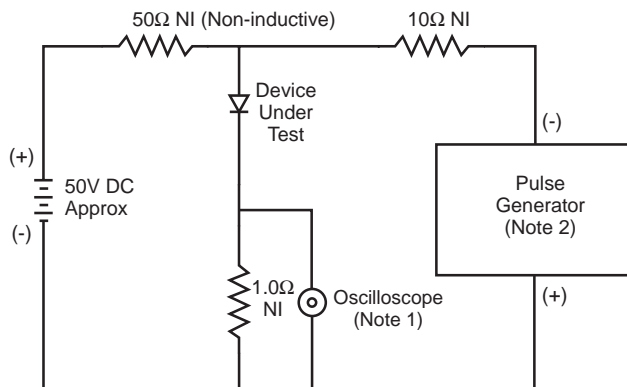 50Ω NI (Non-inductive)
10Ω NI
Device
Under
Test
(+)
50V DC
Approx
(-)
(-)
Pulse
Generator
(Note 2)
(+)
1.0Ω
NI
Oscilloscope
(Note 1)